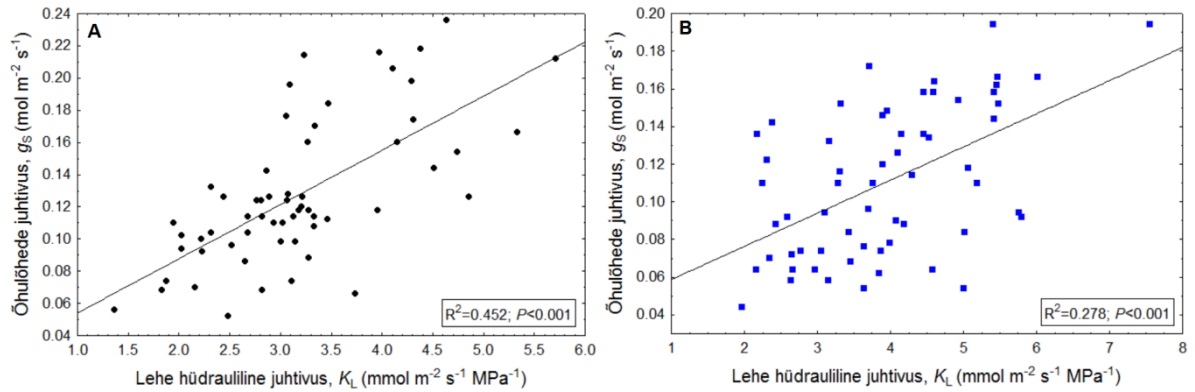 A
Õhulõhede juhtivus, gS (mol m⁻² s⁻¹)
0.24
0.22
0.20
0.18
0.16
0.14
0.12
0.10
0.08
0.06
0.04
R²=0.452; P<0.001
1.0 1.5 2.0 2.5 3.0 3.5 4.0 4.5 5.0 5.5 6.0
Lehe hüdrauliline juhtivus, KL (mmol m⁻² s⁻¹ MPa⁻¹)
B
Õhulõhede juhtivus, gS (mol m⁻² s⁻¹)
0.20
0.18
0.16
0.14
0.12
0.10
0.08
0.06
0.04
R²=0.278; P<0.001
1 2 3 4 5 6 7 8
Lehe hüdrauliline juhtivus, KL (mmol m⁻² s⁻¹ MPa⁻¹)